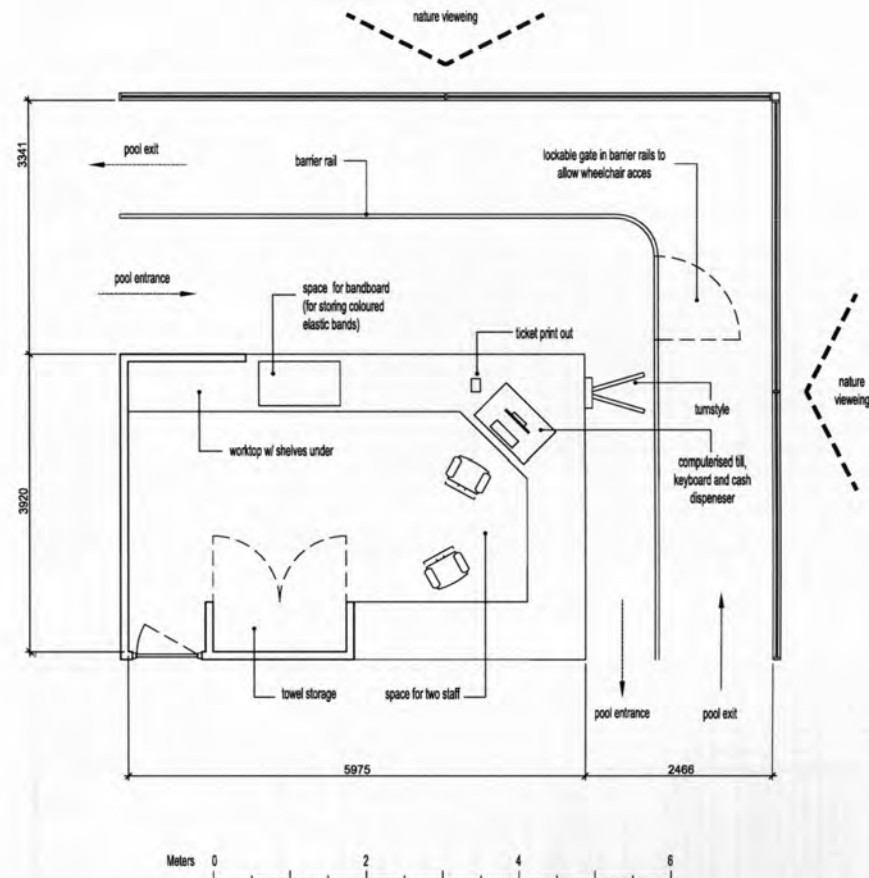 nature vieweing
3341
pool exit
barrier rail
lockable gate in barrier rails to
allow wheelchair acces
pool entrance
space for bandboard
(for storing coloured
elastic bands)
ticket print out
nature
vieweing
turnstyle
worktop w/ shelves under
computerised till,
keyboard and cash
dispeneser
3920
towel storage
space for two staff
pool entrance
pool exit
5975
2466
Meters 0 2 4 6